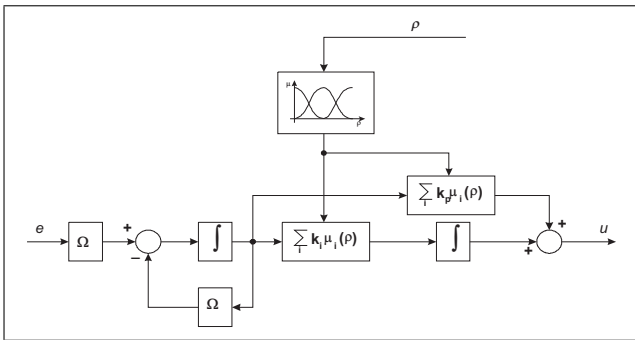 ρ
μ
ρ
∑ k_p μ_i (ρ)
i
e
Ω
+
−
∫
∑ k_i μ_i (ρ)
i
∫
+
+
u
Ω